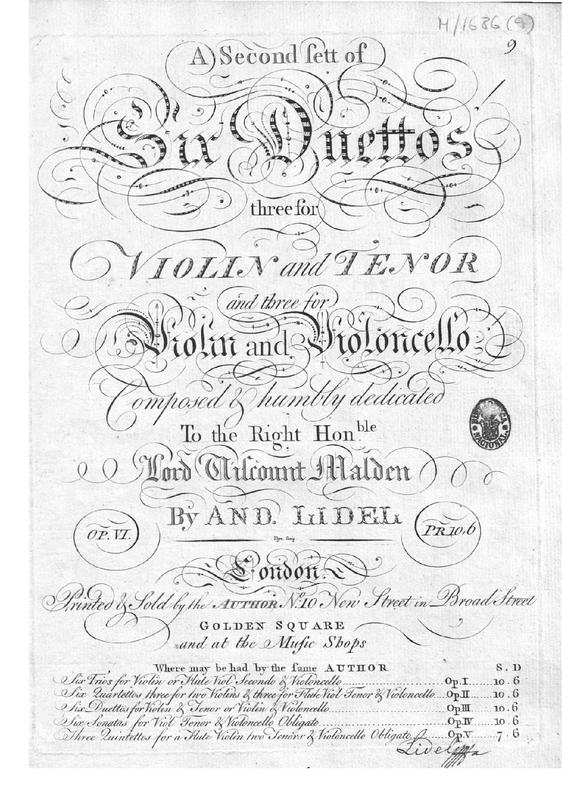 M/1686(9)
9
A Second sett of
Six Duettos
three for
VIOLIN and TENOR
and three for
Violin and Violoncello
Composed & humbly dedicated
To the Right Hon.ble
Lord Viscount Malden
By AND. LIDEL
OP. VI.
PR 10,6
London.
Printed & Sold by the AUTHOR No. 10 New Street in Broad Street
GOLDEN SQUARE
and at the Music Shops
Where may be had by the same AUTHOR S. D
Six Trios for Violin or Flute Viol Secondo & Violoncello Op. I 10.6
Six Quartettos three for two Violins & three for Flute Viol Tenor & Violoncello Op. II 10.6
Six Duettos for Violin & Tenor or Violin & Violoncello Op III 10.6
Six Sonatas for Viol Tenor & Violoncello Obligate Op. IV 10.6
Three Quintettos for a Flute Violin two Tenors & Violoncello Obligate Op. V 7.6